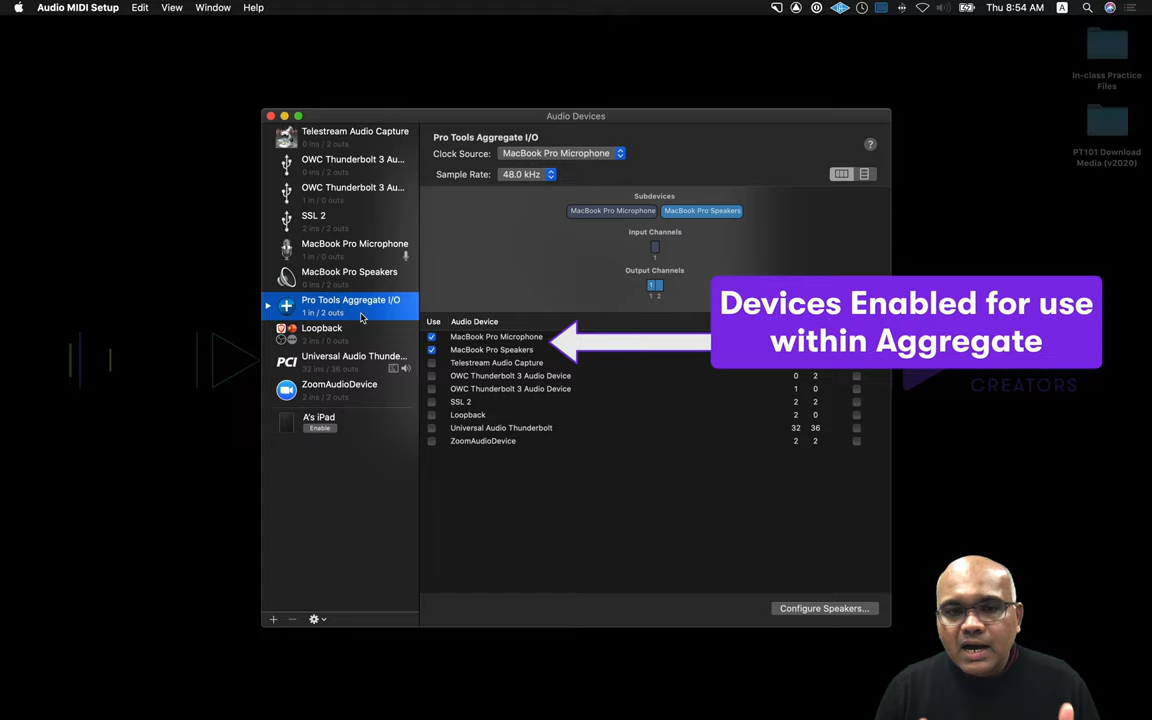 Audio MIDI Setup Edit View Window Help
Thu 8:54 AM A
In-class Practice
Files
PT101 Download
Media (v2020)
Audio Devices
Telestream Audio Capture
0 ins / 2 outs
OWC Thunderbolt 3 Au...
0 ins / 2 outs
OWC Thunderbolt 3 Au...
1 in / 0 outs
SSL 2
2 ins / 2 outs
MacBook Pro Microphone
1 in / 0 outs
MacBook Pro Speakers
0 ins / 2 outs
Pro Tools Aggregate I/O
1 in / 2 outs
Loopback
2 ins / 0 outs
PCI
Universal Audio Thunde...
32 ins / 36 outs
ZoomAudioDevice
2 ins / 2 outs
A's iPad
Enable
Pro Tools Aggregate I/O
?
Clock Source: MacBook Pro Microphone
Sample Rate: 48.0 kHz
Subdevices
MacBook Pro Microphone MacBook Pro Speakers
Input Channels
1
Output Channels
1
1 2
Use Audio Device
MacBook Pro Microphone
MacBook Pro Speakers
Telestream Audio Capture
OWC Thunderbolt 3 Audio Device 0 2
OWC Thunderbolt 3 Audio Device 1 0
SSL 2 2 2
Loopback 2 0
Universal Audio Thunderbolt 32 36
ZoomAudioDevice 2 2
Configure Speakers...
Devices Enabled for use
within Aggregate
CREATORS